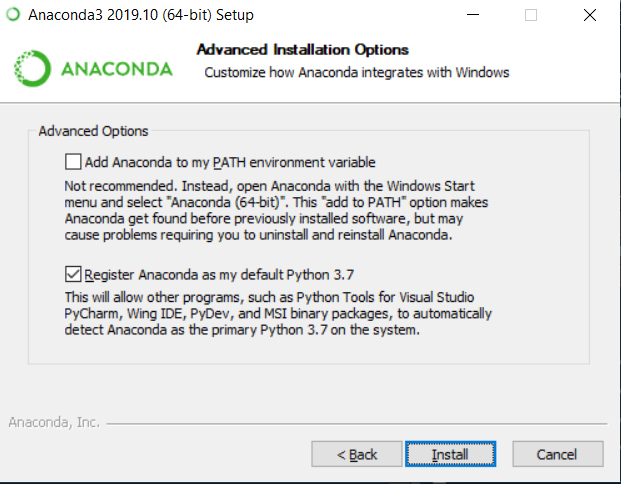 Anaconda3 2019.10 (64-bit) Setup
ANACONDA
Advanced Installation Options
Customize how Anaconda integrates with Windows
Advanced Options
Add Anaconda to my PATH environment variable
Not recommended. Instead, open Anaconda with the Windows Start
menu and select "Anaconda (64-bit)". This "add to PATH" option makes
Anaconda get found before previously installed software, but may
cause problems requiring you to uninstall and reinstall Anaconda.
Register Anaconda as my default Python 3.7
This will allow other programs, such as Python Tools for Visual Studio
PyCharm, Wing IDE, PyDev, and MSI binary packages, to automatically
detect Anaconda as the primary Python 3.7 on the system.
Anaconda, Inc.
< Back
Install
Cancel